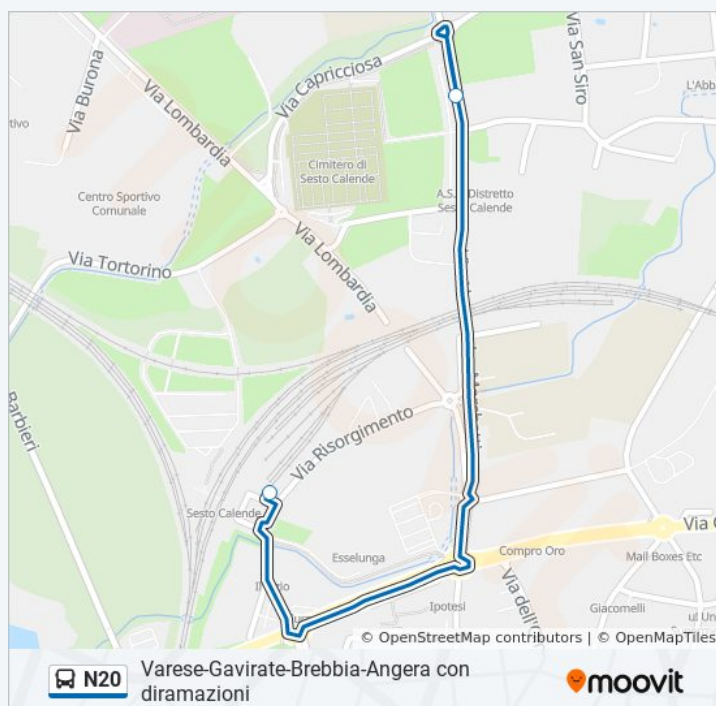 Via Capricciosa
Via San Siro
Via Burona
L'Abba
Via Lombardia
Cimitero di
Sesto Calende
tivo
A.S. Distretto
Sesto Calende
Centro Sportivo
Comunale
Via Lombardia
Via Tortorino
Barbieri
Via Risorgimento
Sesto Calende
Via
Esselunga
Compro Oro
Mail Boxes Etc
Via dell'o
Ipotesi
Giacomelli
© OpenStreetMap contributors | © OpenMapTiles
N20
Varese-Gavirate-Brebbia-Angera con
diramazioni
moovit